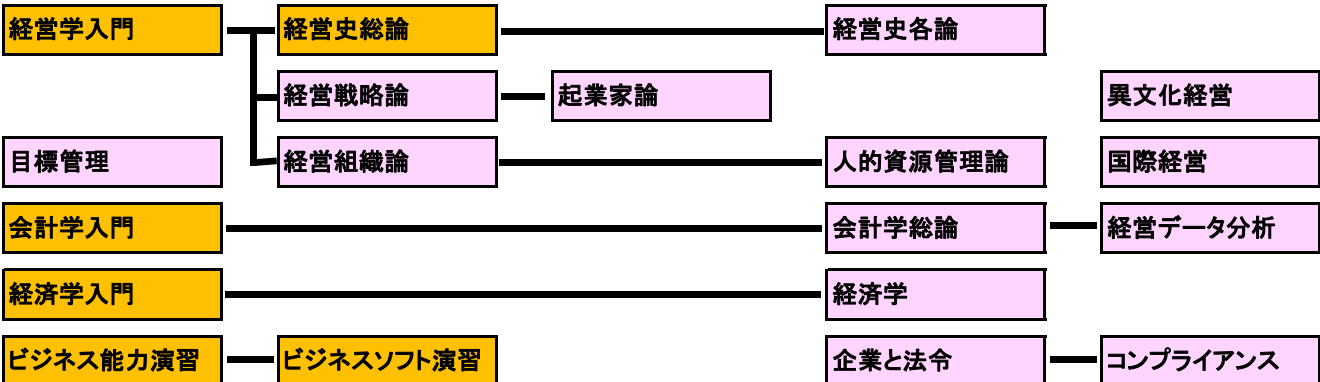 経営学入門
経営史総論
経営史各論
経営戦略論
起業家論
異文化経営
目標管理
経営組織論
人的資源管理論
国際経営
会計学入門
会計学総論
経営データ分析
経済学入門
経済学
ビジネス能力演習
ビジネスソフト演習
企業と法令
コンプライアンス